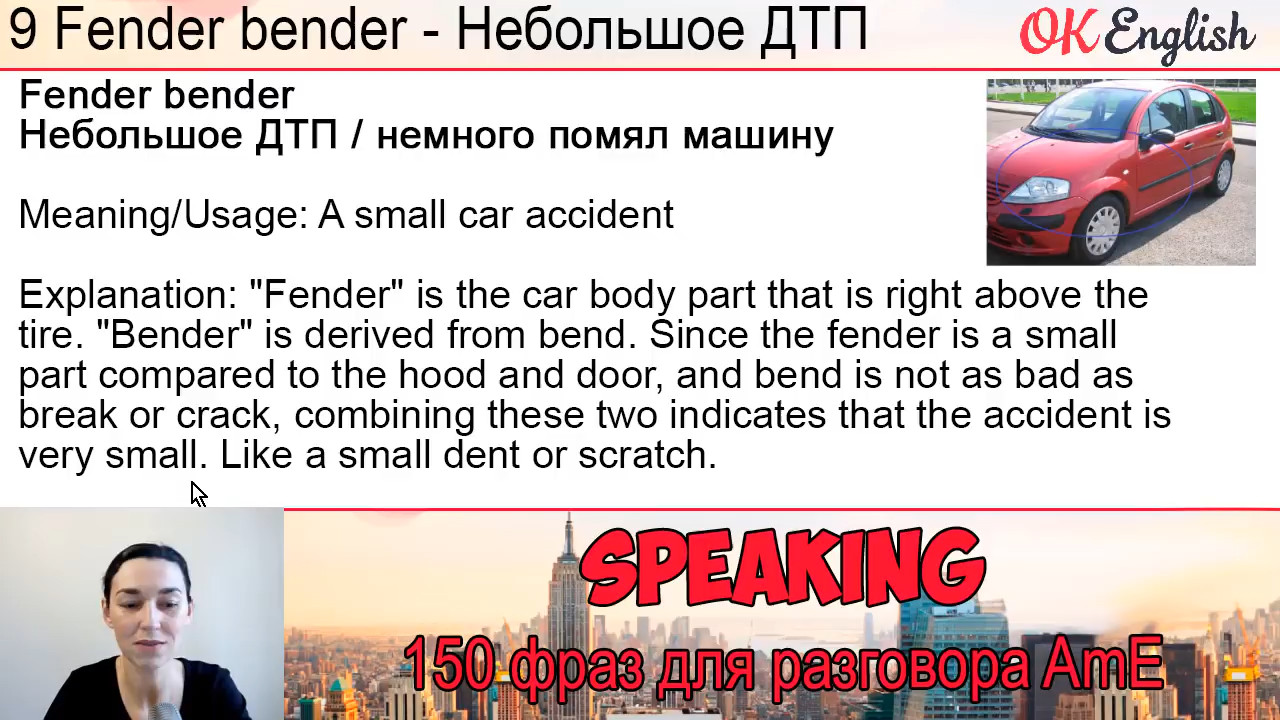 9 Fender bender - Небольшое ДТП
OK English
Fender bender
Небольшое ДТП / немного помял машину
Meaning/Usage: A small car accident
Explanation: "Fender" is the car body part that is right above the
tire. "Bender" is derived from bend. Since the fender is a small
part compared to the hood and door, and bend is not as bad as
break or crack, combining these two indicates that the accident is
very small. Like a small dent or scratch.
SPEAKING
150 фраз для разговора AmE